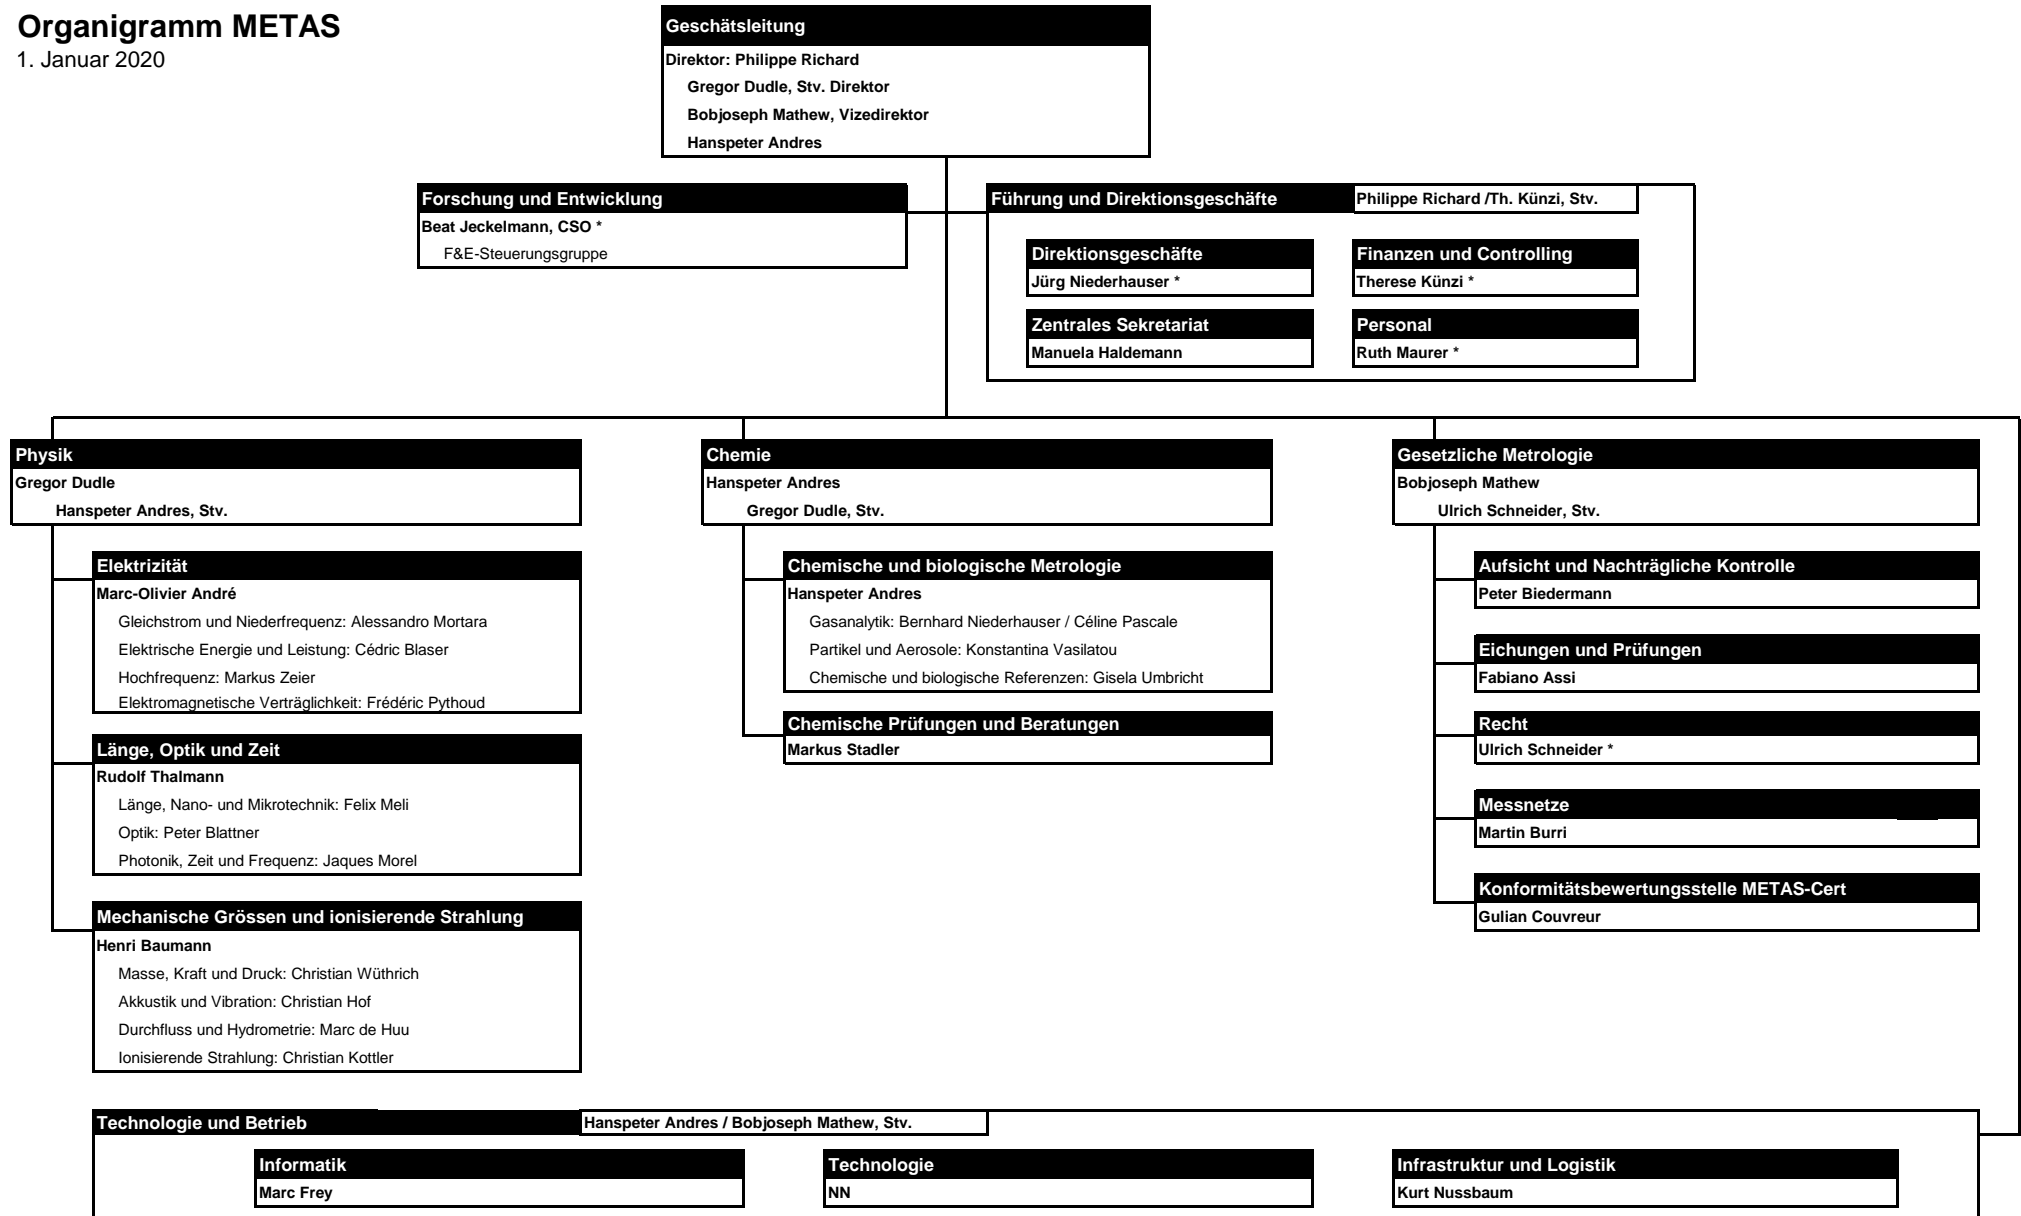 Organigramm METAS
1. Januar 2020
Geschätsleitung
Direktor: Philippe Richard
Gregor Dudle, Stv. Direktor
Bobjoseph Mathew, Vizedirektor
Hanspeter Andres
Forschung und Entwicklung
Beat Jeckelmann, CSO *
F&E-Steuerungsgruppe
Führung und Direktionsgeschäfte
Philippe Richard /Th. Künzi, Stv.
Direktionsgeschäfte
Jürg Niederhauser *
Finanzen und Controlling
Therese Künzi *
Zentrales Sekretariat
Manuela Haldemann
Personal
Ruth Maurer *
Physik
Gregor Dudle
Hanspeter Andres, Stv.
Elektrizität
Marc-Olivier André
Gleichstrom und Niederfrequenz: Alessandro Mortara
Elektrische Energie und Leistung: Cédric Blaser
Hochfrequenz: Markus Zeier
Elektromagnetische Verträglichkeit: Frédéric Pythoud
Länge, Optik und Zeit
Rudolf Thalmann
Länge, Nano- und Mikrotechnik: Felix Meli
Optik: Peter Blattner
Photonik, Zeit und Frequenz: Jaques Morel
Mechanische Grössen und ionisierende Strahlung
Henri Baumann
Masse, Kraft und Druck: Christian Wüthrich
Akkustik und Vibration: Christian Hof
Durchfluss und Hydrometrie: Marc de Huu
Ionisierende Strahlung: Christian Kottler
Chemie
Hanspeter Andres
Gregor Dudle, Stv.
Chemische und biologische Metrologie
Hanspeter Andres
Gasanalytik: Bernhard Niederhauser / Céline Pascale
Partikel und Aerosole: Konstantina Vasilatou
Chemische und biologische Referenzen: Gisela Umbricht
Chemische Prüfungen und Beratungen
Markus Stadler
Gesetzliche Metrologie
Bobjoseph Mathew
Ulrich Schneider, Stv.
Aufsicht und Nachträgliche Kontrolle
Peter Biedermann
Eichungen und Prüfungen
Fabiano Assi
Recht
Ulrich Schneider *
Messnetze
Martin Burri
Konformitätsbewertungsstelle METAS-Cert
Gulian Couvreur
Technologie und Betrieb
Hanspeter Andres / Bobjoseph Mathew, Stv.
Informatik
Marc Frey
Technologie
NN
Infrastruktur und Logistik
Kurt Nussbaum